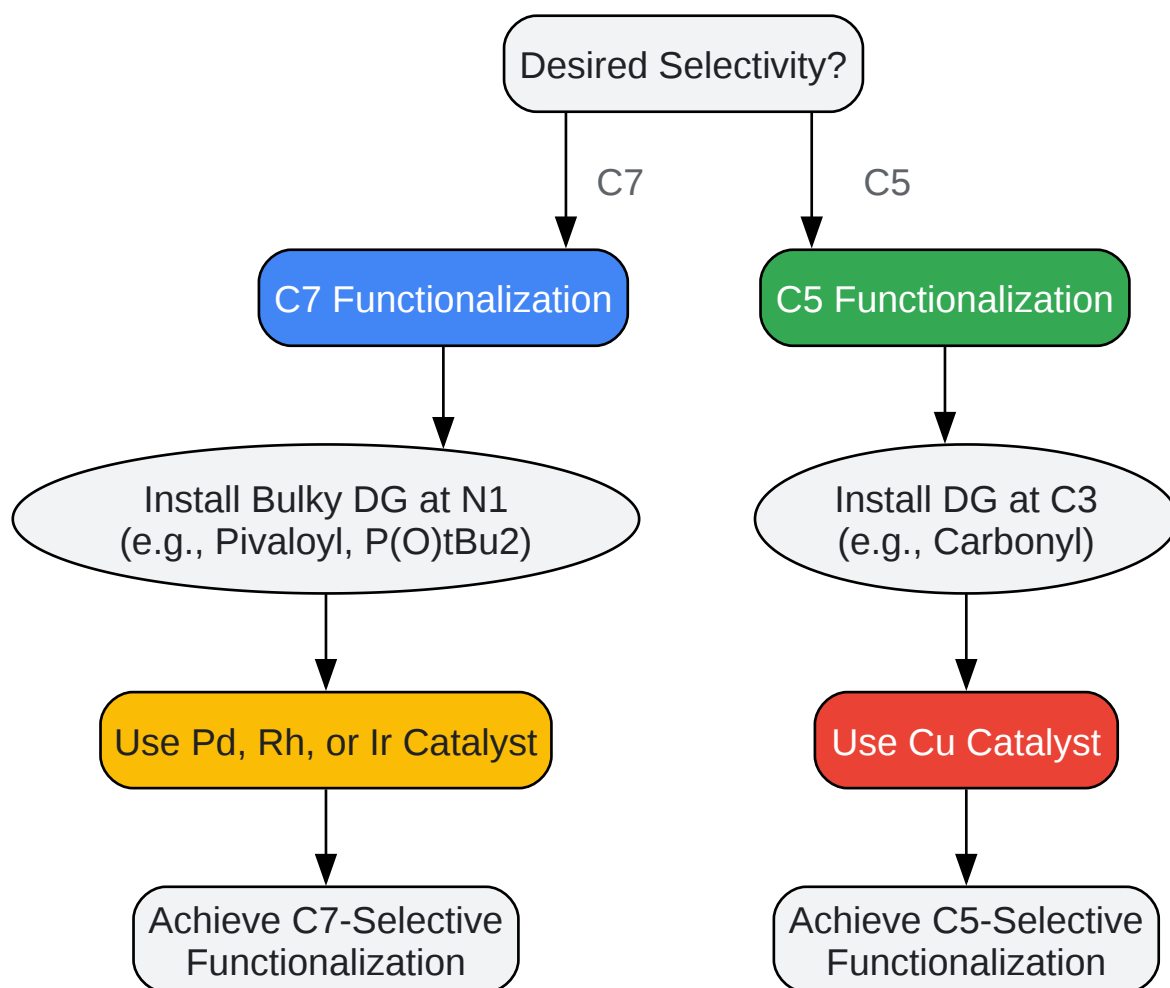 Desired Selectivity?
C7
C5
C7 Functionalization
C5 Functionalization
Install Bulky DG at N1
(e.g., Pivaloyl, P(O)tBu2)
Install DG at C3
(e.g., Carbonyl)
Use Pd, Rh, or Ir Catalyst
Use Cu Catalyst
Achieve C7-Selective
Functionalization
Achieve C5-Selective
Functionalization